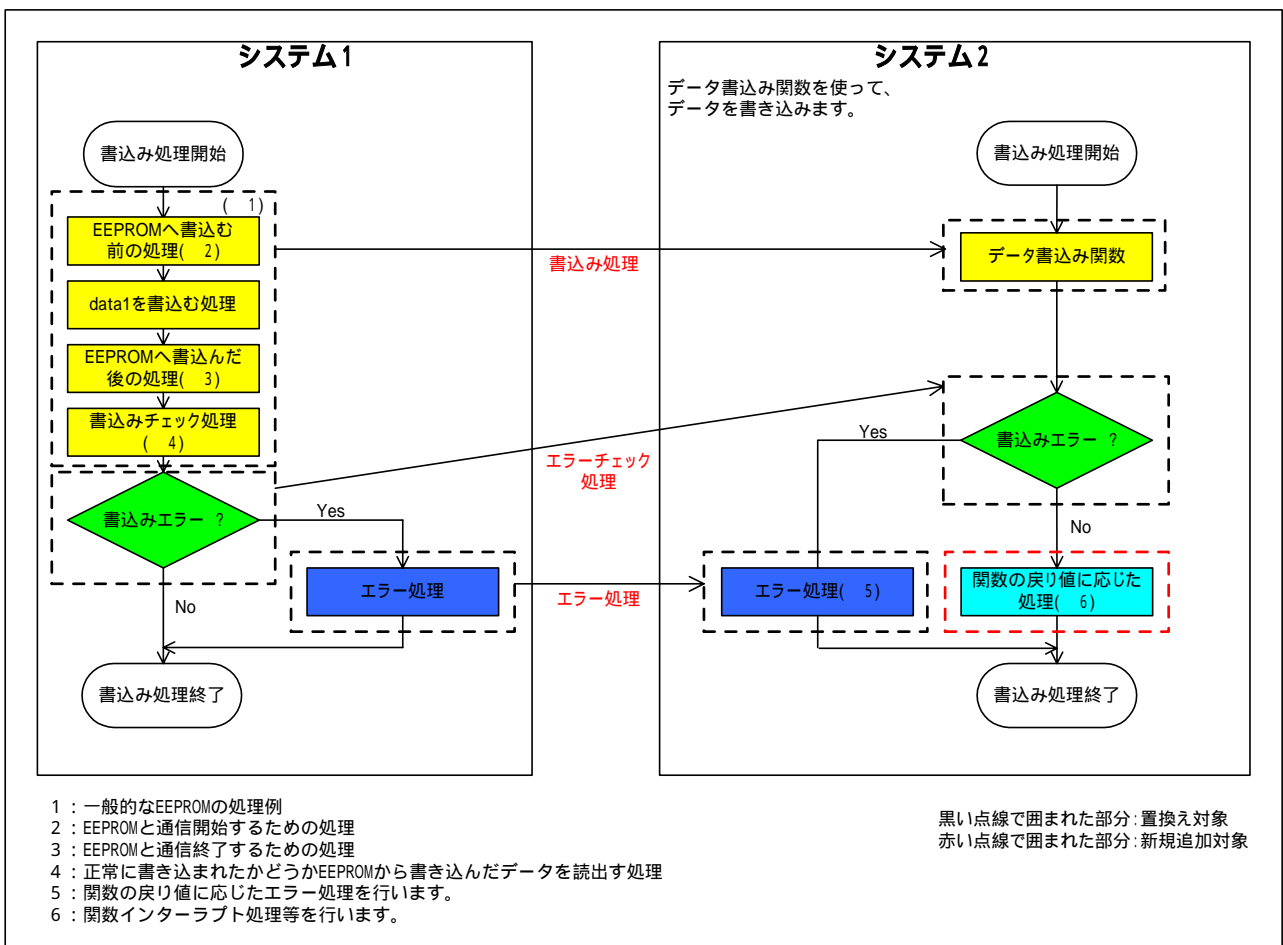 システム1
書込み処理開始
( 1)
EEPROMへ書込む
前の処理( 2)
data1を書込む処理
EEPROMへ書込んだ
後の処理( 3)
書込みチェック処理
( 4)
書込みエラー ?
Yes
No
エラー処理
書込み処理終了
書込み処理
エラーチェック
処理
エラー処理
システム2
データ書込み関数を使って、
データを書き込みます。
書込み処理開始
データ書込み関数
書込みエラー ?
Yes
No
エラー処理( 5)
関数の戻り値に応じた
処理( 6)
書込み処理終了
1 : 一般的なEEPROMの処理例
2 : EEPROMと通信開始するための処理
3 : EEPROMと通信終了するための処理
4 : 正常に書き込まれたかどうかEEPROMから書き込んだデータを読出す処理
5 : 関数の戻り値に応じたエラー処理を行います。
6 : 関数インターラプト処理等を行います。
黒い点線で囲まれた部分:置換え対象
赤い点線で囲まれた部分:新規追加対象